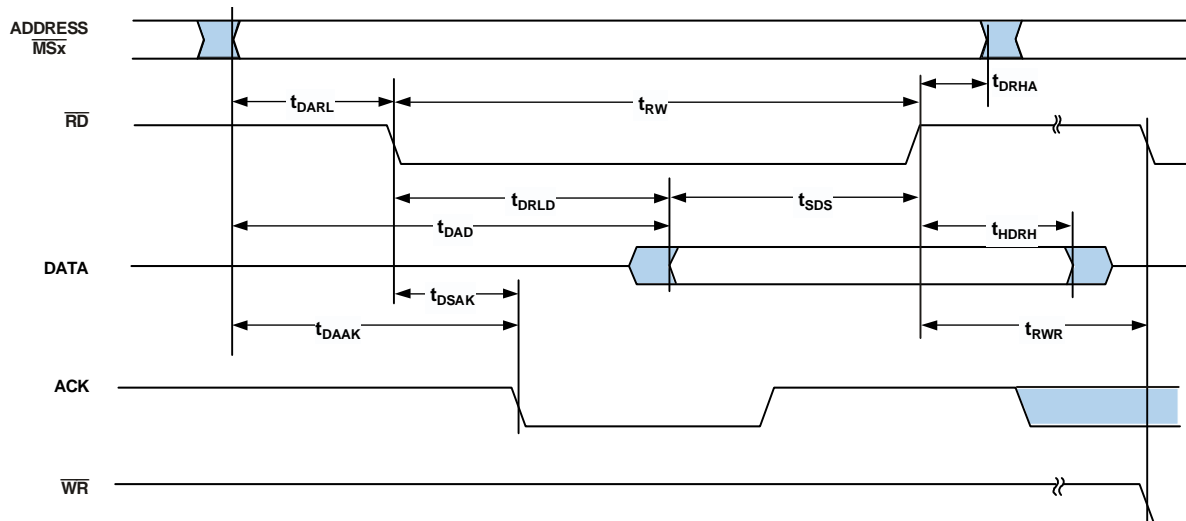 ADDRESS
MSx
tDRHA
tDARL
tRW
RD
tDRLD
tSDS
tDAD
tHDRH
DATA
tDSAK
tDAAK
tRWR
ACK
WR